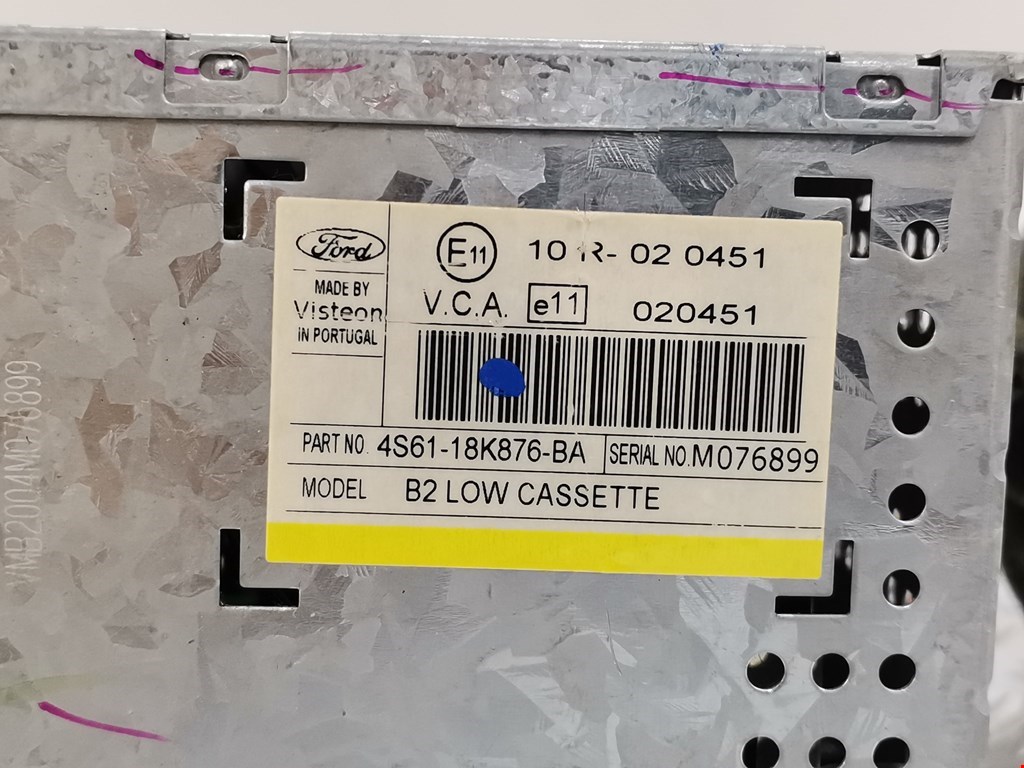 Ford
MADE BY
Visteon
IN PORTUGAL
E11 10 R- 02 0451
V.C.A. e11 020451
PART NO. 4S61-18K876-BA SERIAL NO. M076899
MODEL B2 LOW CASSETTE
VMB2004M076899